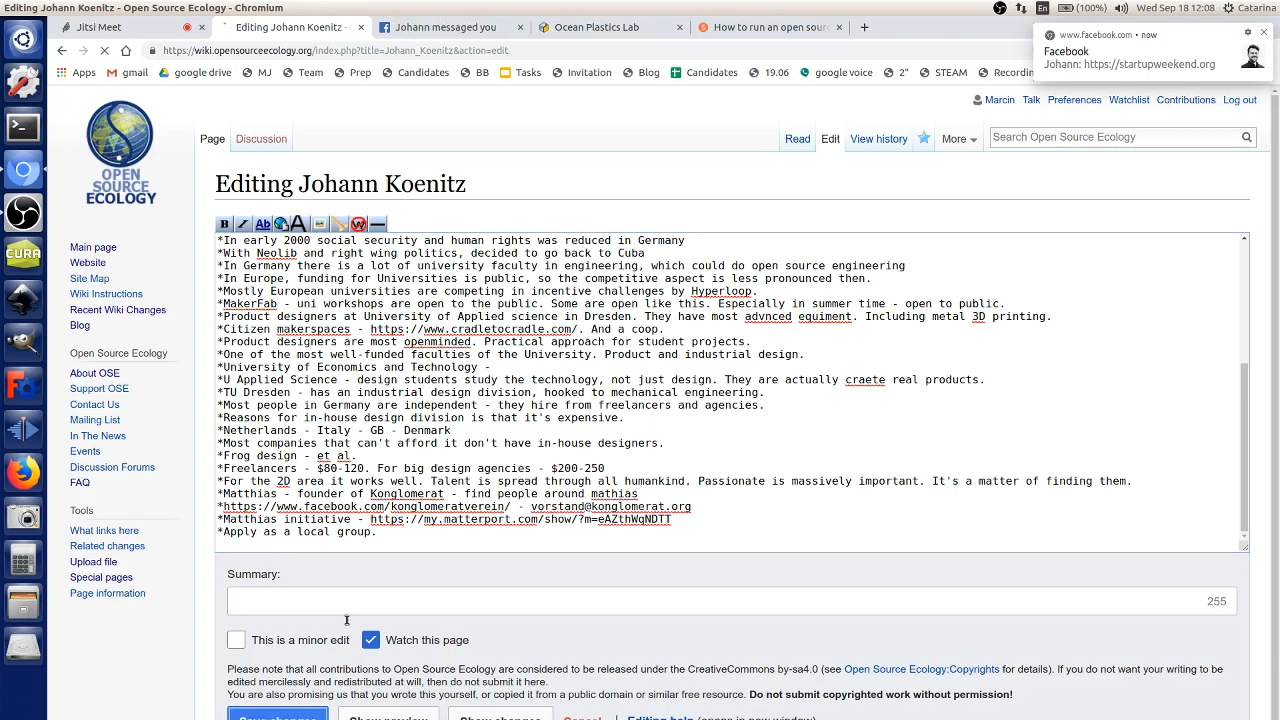 Editing Johann Koenitz - Open Source Ecology - Chromium
En (100%) Wed Sep 18 12:08 Catarina
Jitsi Meet
Editing Johann Koenitz -
Johann messaged you
Ocean Plastics Lab
How to run an open sour
https://wiki.opensourceecology.org/index.php?title=Johann_Koenitz&action=edit
www.facebook.com • now
Facebook
Johann: https://startupweekend.org
Apps gmail google drive MJ Team Prep Candidates BB Tasks Invitation Blog Candidates 19.06 google voice 2" STEAM Recordin
Marcin Talk Preferences Watchlist Contributions Log out
OPEN
SOURCE
ECOLOGY
Page Discussion Read Edit View history More Search Open Source Ecology
Editing Johann Koenitz
B I Ab A W
*In early 2000 social security and human rights was reduced in Germany
*With Neolib and right wing politics, decided to go back to Cuba
*In Germany there is a lot of university faculty in engineering, which could do open source engineering
*In Europe, funding for Universities is public, so the competitive aspect is less pronounced then.
*Mostly European universities are competing in incentive challenges by Hyperloop.
*MakerFab - uni workshops are open to the public. Some are open like this. Especially insummer time - open to public.
*Product designers at University of Applied science in Dresden. They have most advnced equiment. Including metal 3D printing.
*Citizen makerspaces - https://www.cradletocradle.com/. And a coop.
*Product designers are most openminded. Practical approach for student projects.
*One of the most well-funded faculties of the University. Product and industrial design.
*University of Economics and Technology -
*U Applied Science - design students study the technology, not just design. They are actually craete real products.
*TU Dresden - has an industrial design division, hooked to mechanical engineering.
*Most people in Germany are independent - they hire from freelancers and agencies.
*Reasons for in-house design division is that it's expensive.
*Netherlands - Italy - GB - Denmark
*Most companies that can't afford it don't have in-house designers.
*Frog design - et al.
*Freelancers - $80-120. For big design agencies - $200-250
*For the 2D area it works well. Talent is spread through all humankind. Passionate is massively important. It's a matter of finding them.
*Matthias - founder of Konglomerat - find people around mathias
*https://www.facebook.com/konglomeratverein/ - vorstand@konglomerat.org
*Matthias initiative - https://my.matterport.com/show/?m=eAZthWqNDTT
*Apply as a local group.
Main page
Website
Site Map
Wiki Instructions
Recent Wiki Changes
Blog
Open Source Ecology
About OSE
Support OSE
Contact Us
Mailing List
In The News
Events
Discussion Forums
FAQ
Tools
What links here
Related changes
Upload file
Special pages
Page information
CURA
Summary:
255
This is a minor edit Watch this page
Please note that all contributions to Open Source Ecology are considered to be released under the CreativeCommons by-sa4.0 (see Open Source Ecology:Copyrights for details). If you do not want your writing to be
edited mercilessly and redistributed at will, then do not submit it here.
You are also promising us that you wrote this yourself, or copied it from a public domain or similar free resource. Do not submit copyrighted work without permission!
Save changes Show preview Show changes Cancel Editing help (opens in new window)